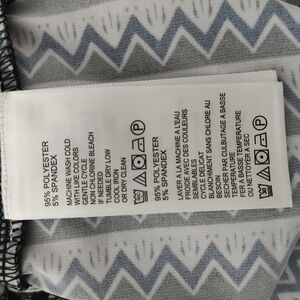 95% POLYESTER
5% SPANDEX
MACHINE WASH COLD
WITH LIKE COLORS
GENTLE CYCLE
NON CHLORINE BLEACH
IF NEEDED
TUMBLE DRY LOW
COOL IRON
OR DRY CLEAN
P
95% POLYESTER
5% SPANDEX
LAVER A LA MACHINE A L'EAU
FROIDE AVEC DES COULEURS
SEMBLABLES
CYCLE DELICA
BLANCHIMENT SANS CHLORE AU
BESOIN
SECHER PAR CULBUTAGE A BASSE
TEMPERATURE
FER A BASSE TEMPERATURE
OU NETTOYER A SEC
P